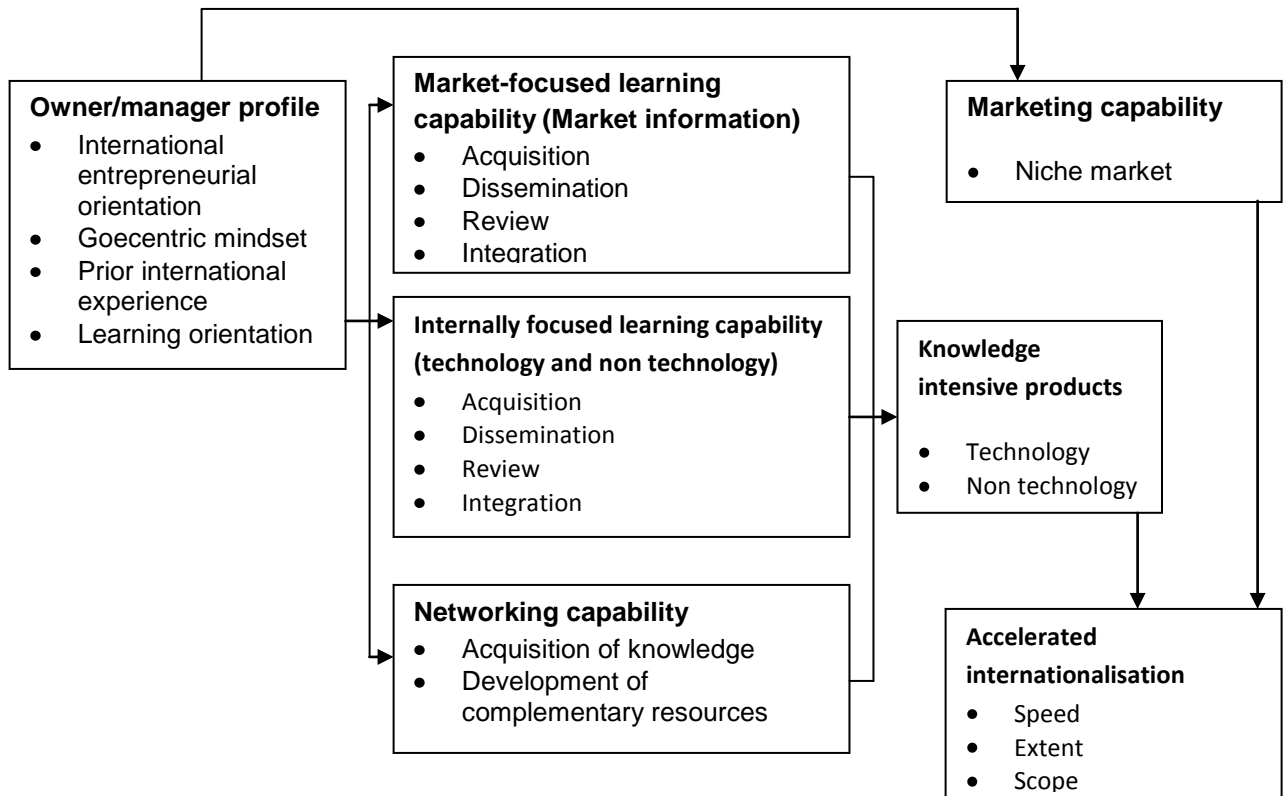 Owner/manager profile
• International
entrepreneurial
orientation
• Goecentric mindset
• Prior international
experience
• Learning orientation
Market-focused learning
capability (Market information)
• Acquisition
• Dissemination
• Review
• Integration
Internally focused learning capability
(technology and non technology)
• Acquisition
• Dissemination
• Review
• Integration
Networking capability
• Acquisition of knowledge
• Development of
complementary resources
Marketing capability
• Niche market
Knowledge
intensive products
• Technology
• Non technology
Accelerated
internationalisation
• Speed
• Extent
• Scope